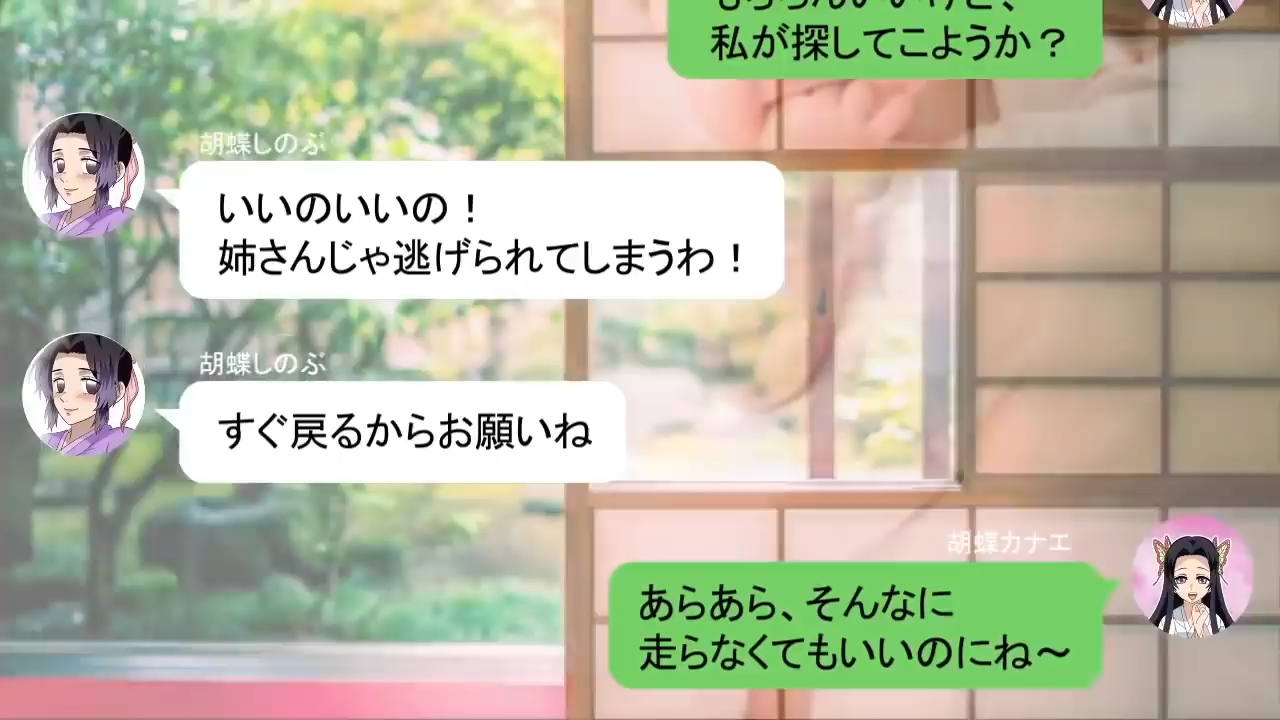 私が探してこようか？
胡蝶しのぶ
いいのいいの！
姉さんじゃ逃げられてしまうわ！
胡蝶しのぶ
すぐ戻るからお願いね
胡蝶カナエ
あらあら、そんなに
走らなくてもいいのにね～